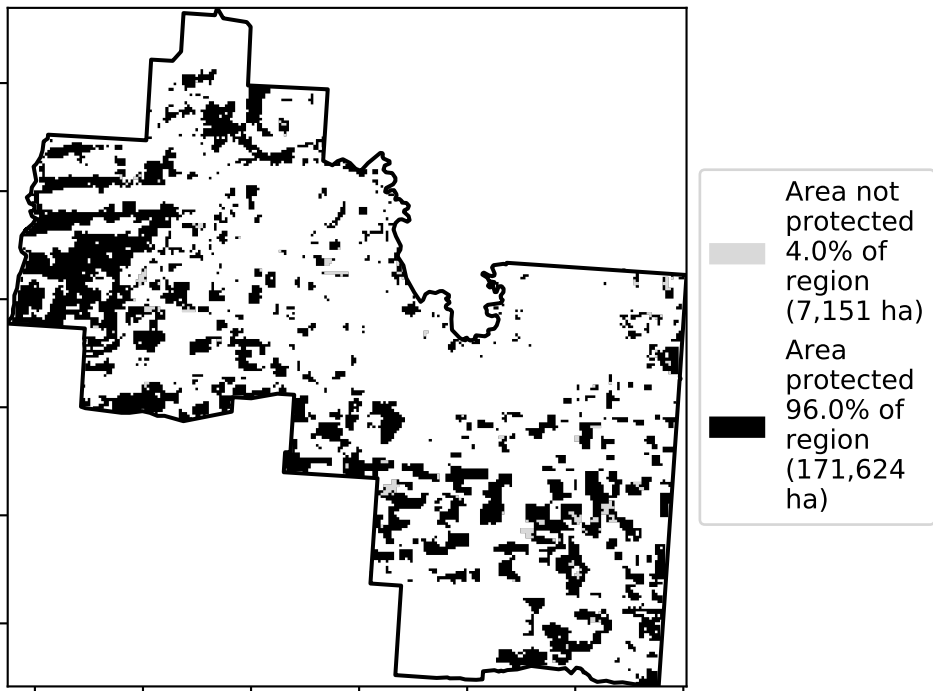 Area not
protected
4.0% of
region
(7,151 ha)
Area
protected
96.0% of
region
(171,624
ha)